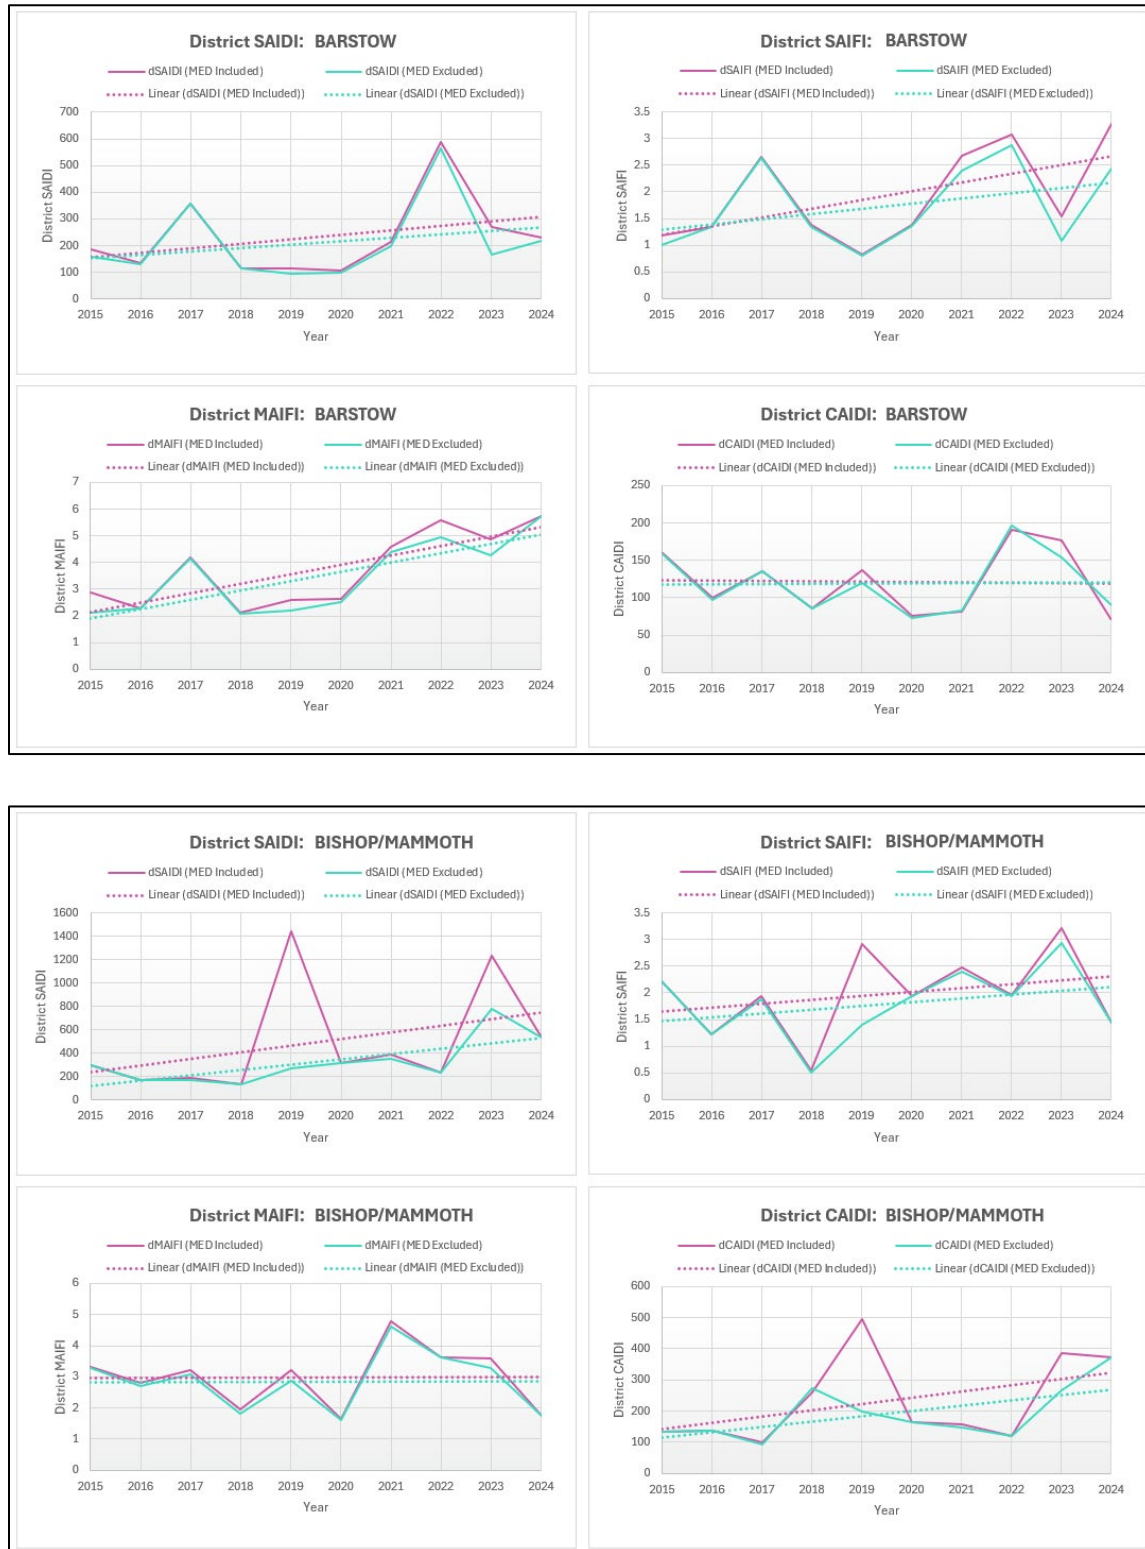 District SAIDI: BARSTOW
dSAIDI (MED Included)
dSAIDI (MED Excluded)
Linear (dSAIDI (MED Included))
Linear (dSAIDI (MED Excluded))
700
600
500
400
300
200
100
0
District SAIDI
2015 2016 2017 2018 2019 2020 2021 2022 2023 2024
Year
District SAIFI: BARSTOW
dSAIFI (MED Included)
dSAIFI (MED Excluded)
Linear (dSAIFI (MED Included))
Linear (dSAIFI (MED Excluded))
3.5
3
2.5
2
1.5
1
0.5
0
District SAIFI
2015 2016 2017 2018 2019 2020 2021 2022 2023 2024
Year
District MAIFI: BARSTOW
dMAIFI (MED Included)
dMAIFI (MED Excluded)
Linear (dMAIFI (MED Included))
Linear (dMAIFI (MED Excluded))
7
6
5
4
3
2
1
0
District MAIFI
2015 2016 2017 2018 2019 2020 2021 2022 2023 2024
Year
District CAIDI: BARSTOW
dCAIDI (MED Included)
dCAIDI (MED Excluded)
Linear (dCAIDI (MED Included))
Linear (dCAIDI (MED Excluded))
250
200
150
100
50
0
District CAIDI
2015 2016 2017 2018 2019 2020 2021 2022 2023 2024
Year
District SAIDI: BISHOP/MAMMOTH
dSAIDI (MED Included)
dSAIDI (MED Excluded)
Linear (dSAIDI (MED Included))
Linear (dSAIDI (MED Excluded))
1600
1400
1200
1000
800
600
400
200
0
District SAIDI
2015 2016 2017 2018 2019 2020 2021 2022 2023 2024
Year
District SAIFI: BISHOP/MAMMOTH
dSAIFI (MED Included)
dSAIFI (MED Excluded)
Linear (dSAIFI (MED Included))
Linear (dSAIFI (MED Excluded))
3.5
3
2.5
2
1.5
1
0.5
0
District SAIFI
2015 2016 2017 2018 2019 2020 2021 2022 2023 2024
Year
District MAIFI: BISHOP/MAMMOTH
dMAIFI (MED Included)
dMAIFI (MED Excluded)
Linear (dMAIFI (MED Included))
Linear (dMAIFI (MED Excluded))
6
5
4
3
2
1
0
District MAIFI
2015 2016 2017 2018 2019 2020 2021 2022 2023 2024
Year
District CAIDI: BISHOP/MAMMOTH
dCAIDI (MED Included)
dCAIDI (MED Excluded)
Linear (dCAIDI (MED Included))
Linear (dCAIDI (MED Excluded))
600
500
400
300
200
100
0
District CAIDI
2015 2016 2017 2018 2019 2020 2021 2022 2023 2024
Year